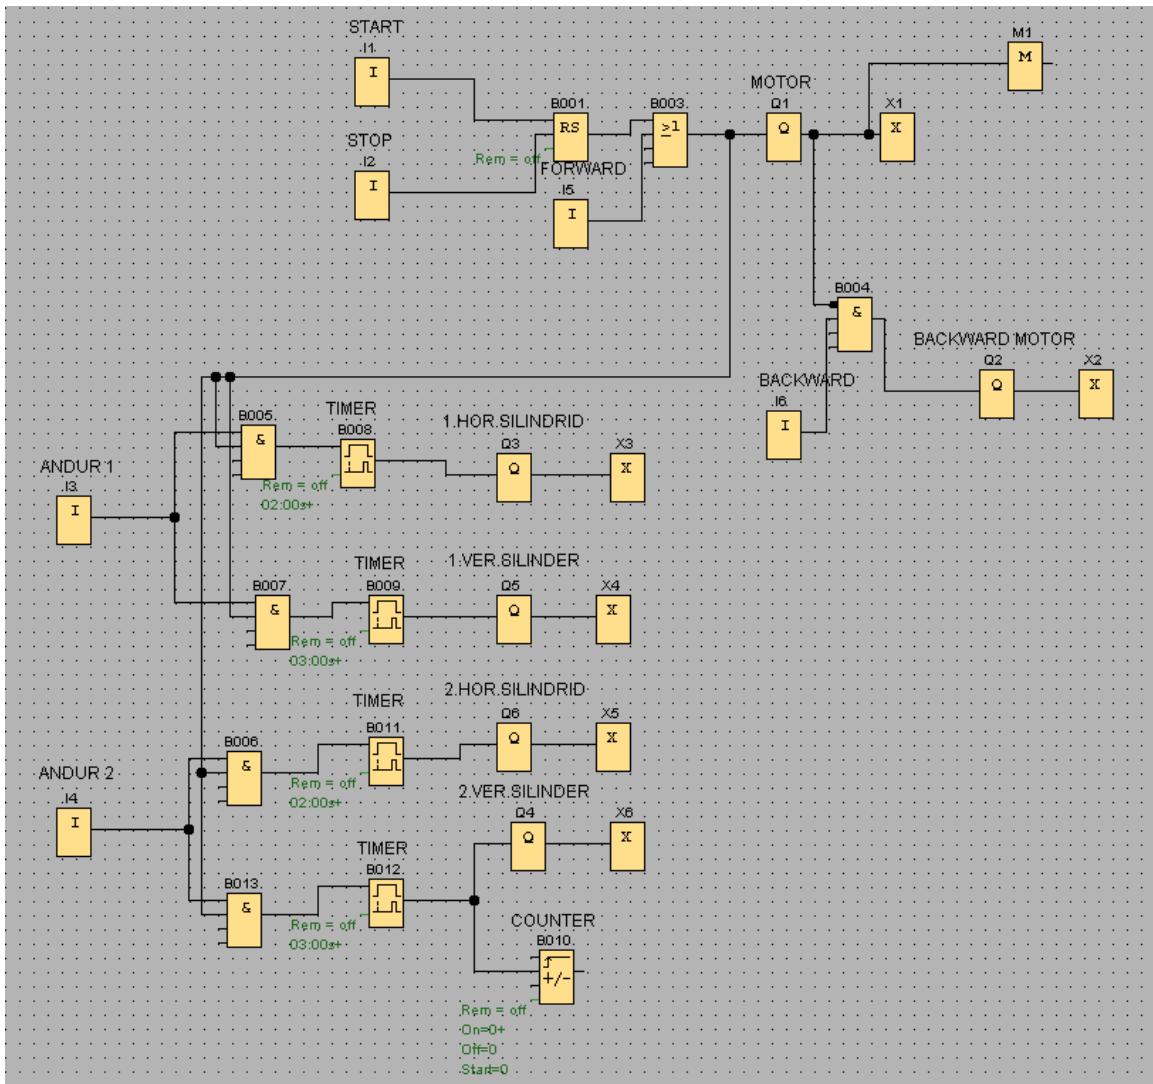 START
I1
I
STOP
I2
I
B001
RS
Rem = off
B003
≥1
FORWARD
I5
I
MOTOR
Q1
Q
X1
X
M1
M
B004
&
BACKWARD MOTOR
Q2
Q
X2
X
BACKWARD
I6
I
ANDUR 1
I3
I
B005
&
TIMER
B008
Rem = off
02:00s+
1.HOR.SILINDRID
Q3
Q
X3
X
B007
&
TIMER
B009
Rem = off
03:00s+
1.VER.SILINDER
Q5
Q
X4
X
ANDUR 2
I4
I
B006
&
TIMER
B011
Rem = off
02:00s+
2.HOR.SILINDRID
Q6
Q
X5
X
B013
&
TIMER
B012
Rem = off
03:00s+
2.VER.SILINDER
Q4
Q
X6
X
COUNTER
B010
+/-
Rem = off
On=0+
Off=0
Start=0